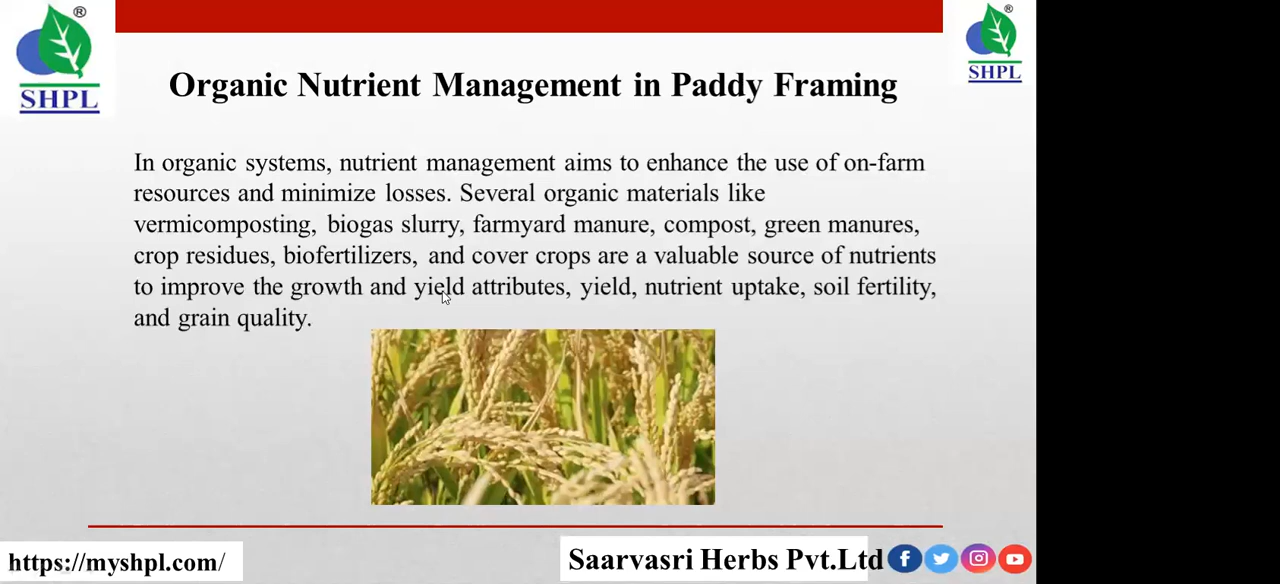 ®
SHPL
®
SHPL
Organic Nutrient Management in Paddy Framing
In organic systems, nutrient management aims to enhance the use of on-farm
resources and minimize losses. Several organic materials like
vermicomposting, biogas slurry, farmyard manure, compost, green manures,
crop residues, biofertilizers, and cover crops are a valuable source of nutrients
to improve the growth and yield attributes, yield, nutrient uptake, soil fertility,
and grain quality.
https://myshpl.com/
Saarvasri Herbs Pvt.Ltd